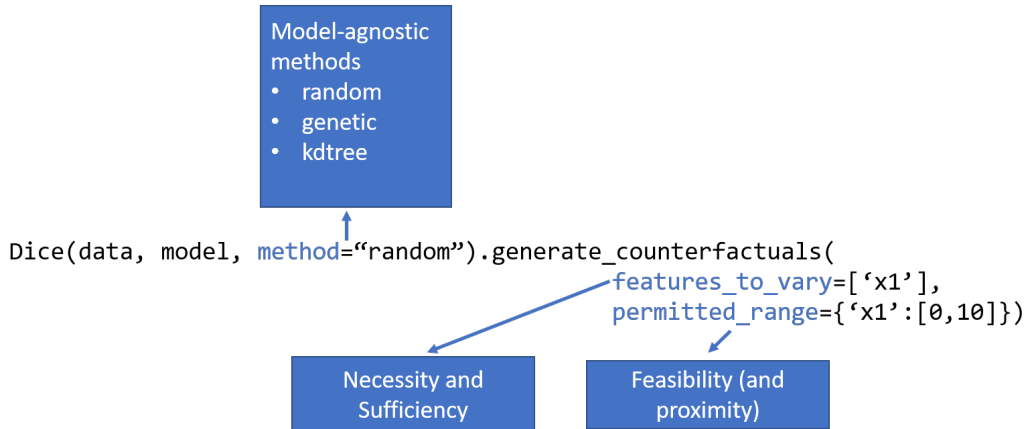 Model-agnostic
methods
• random
• genetic
• kdtree
Dice(data, model, method=“random”).generate_counterfactuals(
features_to_vary=[‘x1’],
permitted_range={‘x1’:[0,10]})
Necessity and
Sufficiency
Feasibility (and
proximity)